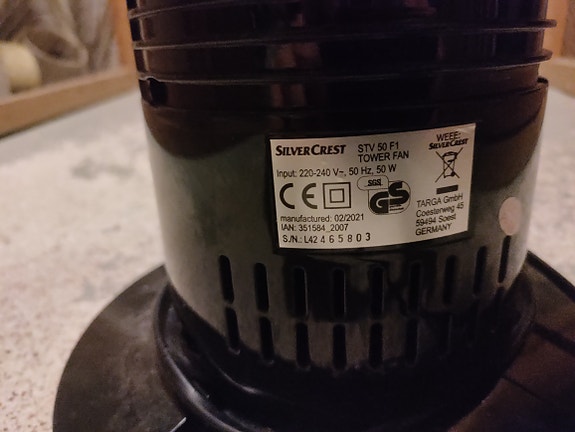 SILVERCREST STV 50 F1
TOWER FAN
Input: 220-240 V~, 50 Hz, 50 W
CE
SGS
GS
manufactured: 02/2021
IAN: 351584_2007
S./N.: L42 4 6 5 8 0 3
WEEE:
SILVERCREST
TARGA GmbH
Coesterweg 45
59494 Soest
GERMANY